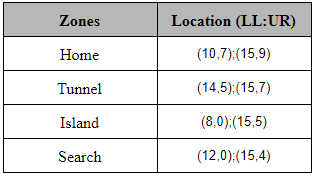 Zones Location (LL:UR)
Home (10,7);(15,9)
Tunnel (14,5);(15,7)
Island (8,0);(15,5)
Search (12,0);(15,4)